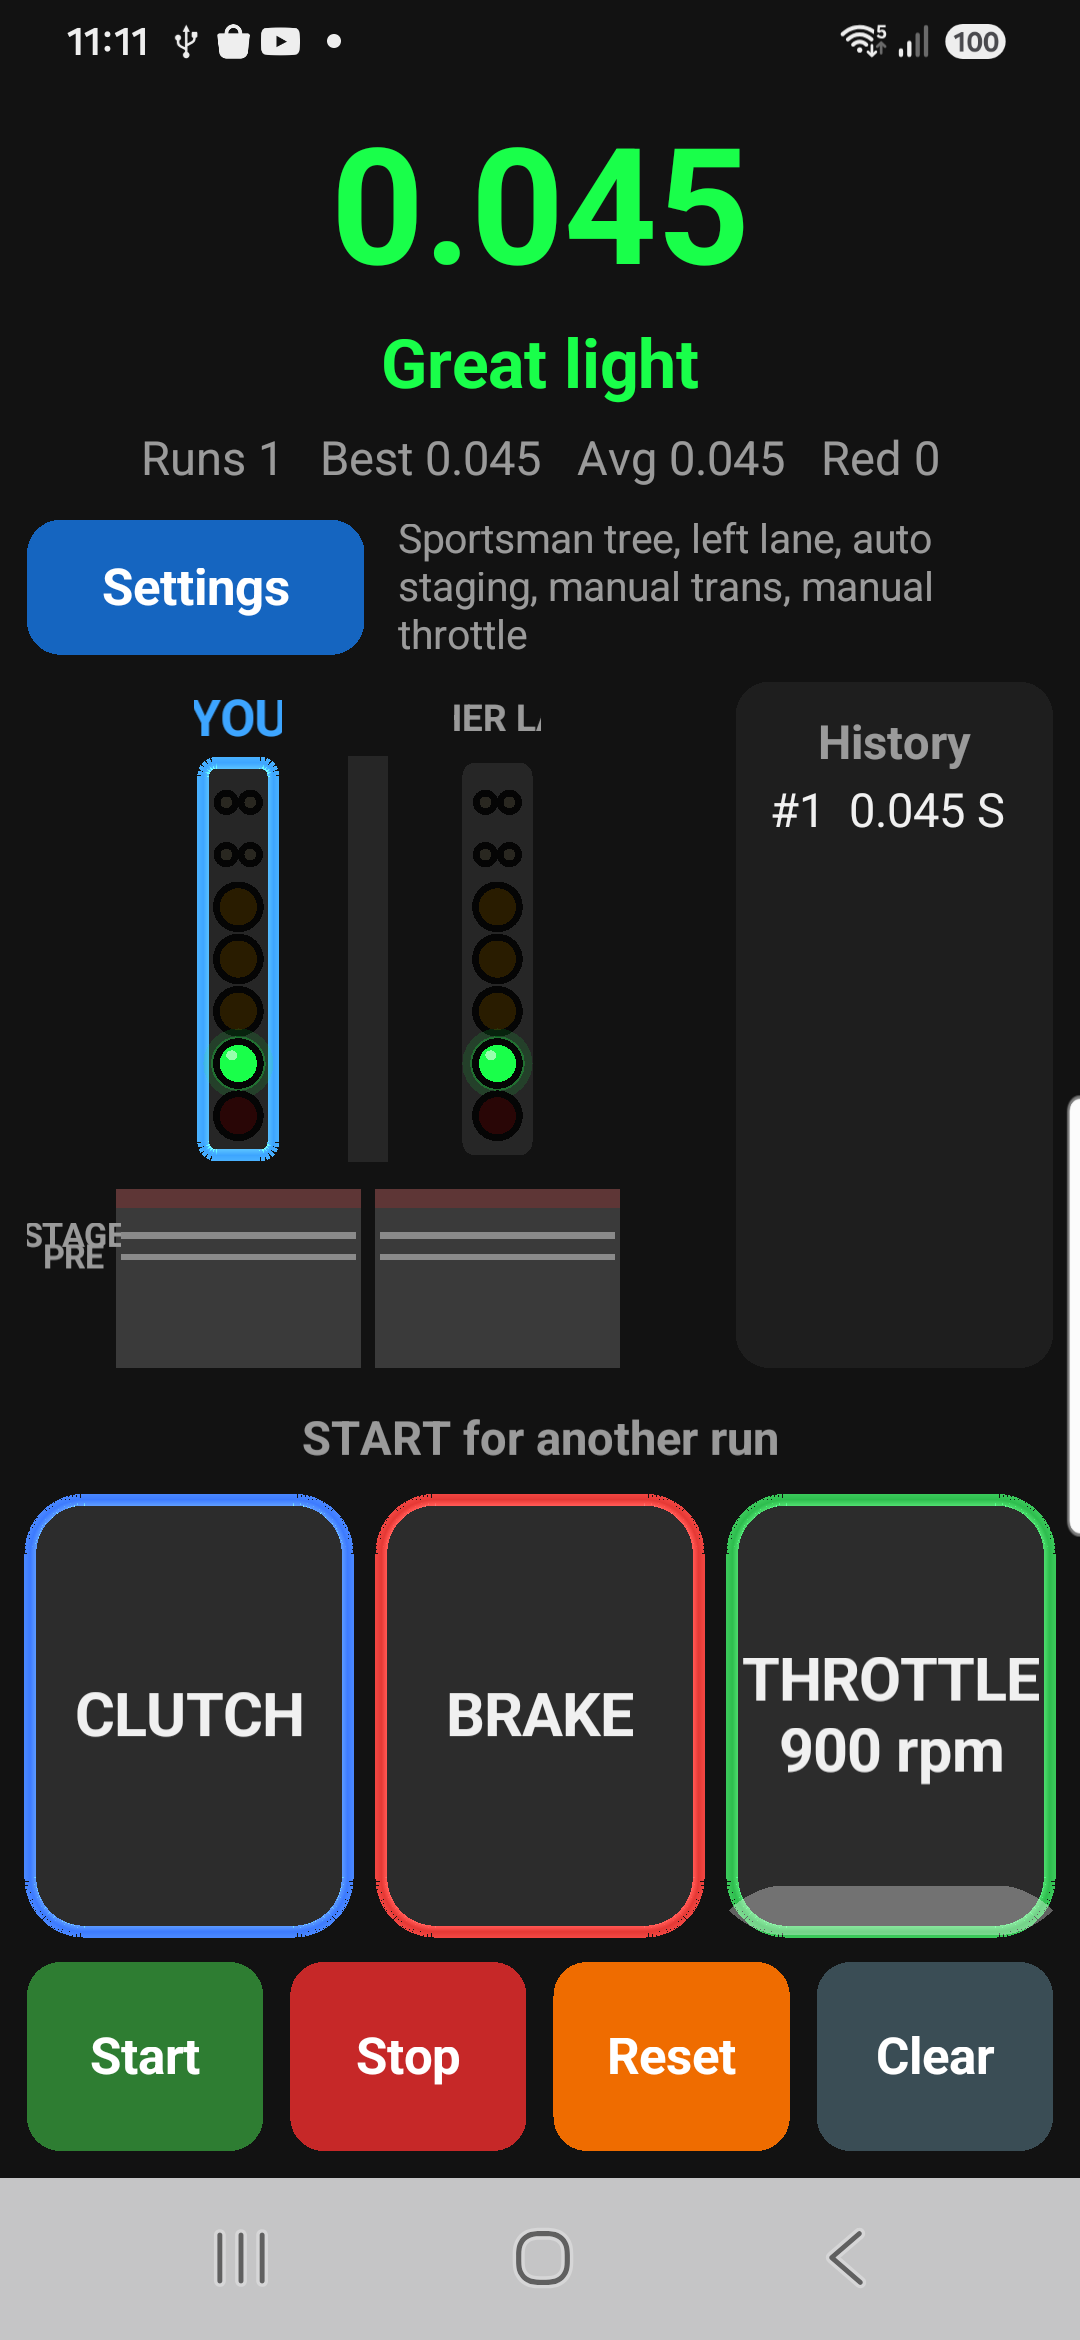 11:11
5
100
0.045
Great light
Runs 1 Best 0.045 Avg 0.045 Red 0
Settings
Sportsman tree, left lane, auto
staging, manual trans, manual
throttle
YOU
IER LA
History
#1 0.045 S
STAGE
PRE
START for another run
CLUTCH
BRAKE
THROTTLE
900 rpm
Start
Stop
Reset
Clear